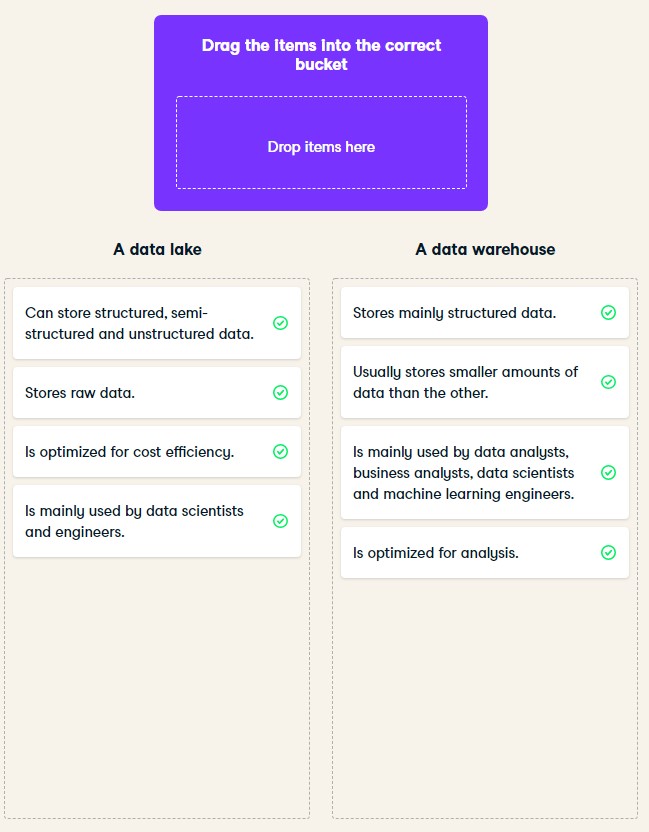 Drag the items into the correct
bucket
Drop items here
A data lake
Can store structured, semi-
structured and unstructured data.
Stores raw data.
Is optimized for cost efficiency.
Is mainly used by data scientists
and engineers.
A data warehouse
Stores mainly structured data.
Usually stores smaller amounts of
data than the other.
Is mainly used by data analysts,
business analysts, data scientists
and machine learning engineers.
Is optimized for analysis.